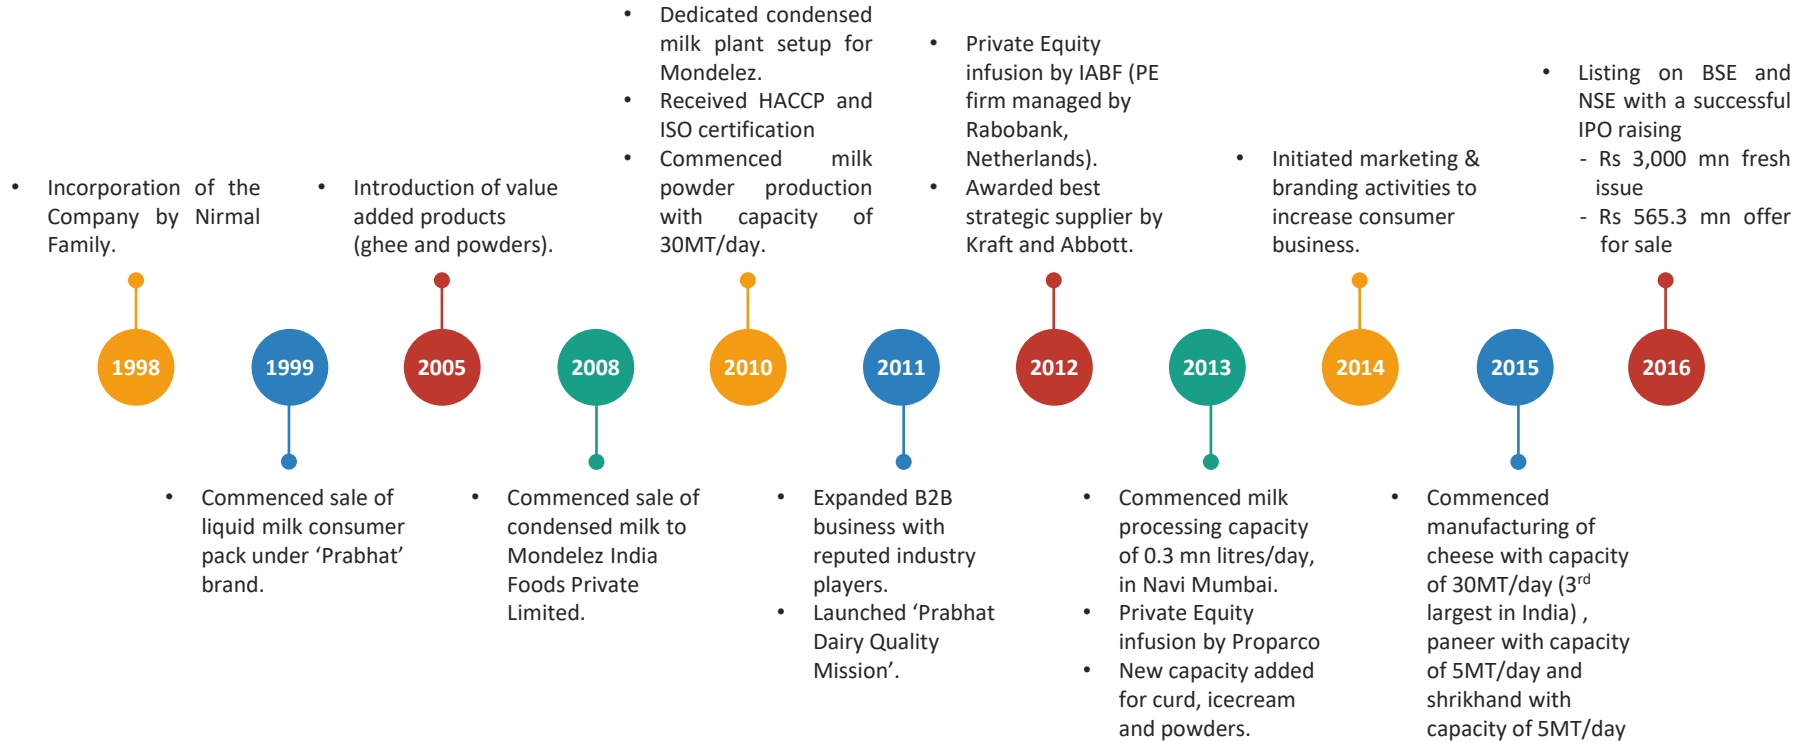 • Incorporation of the
Company by Nirmal
Family.
• Introduction of value
added products
(ghee and powders).
• Dedicated condensed
milk plant setup for
Mondelez.
• Received HACCP and
ISO certification
• Commenced milk
powder production
with capacity of
30MT/day.
• Private Equity
infusion by IABF (PE
firm managed by
Rabobank,
Netherlands).
• Awarded best
strategic supplier by
Kraft and Abbott.
• Initiated marketing &
branding activities to
increase consumer
business.
• Listing on BSE and
NSE with a successful
IPO raising
- Rs 3,000 mn fresh
issue
- Rs 565.3 mn offer
for sale
1998
1999
2005
2008
2010
2011
2012
2013
2014
2015
2016
• Commenced sale of
liquid milk consumer
pack under ‘Prabhat’
brand.
• Commenced sale of
condensed milk to
Mondelez India
Foods Private
Limited.
• Expanded B2B
business with
reputed industry
players.
• Launched ‘Prabhat
Dairy Quality
Mission’.
• Commenced milk
processing capacity
of 0.3 mn litres/day,
in Navi Mumbai.
• Private Equity
infusion by Proparco
• New capacity added
for curd, icecream
and powders.
• Commenced
manufacturing of
cheese with capacity
of 30MT/day (3rd
largest in India) ,
paneer with capacity
of 5MT/day and
shrikhand with
capacity of 5MT/day